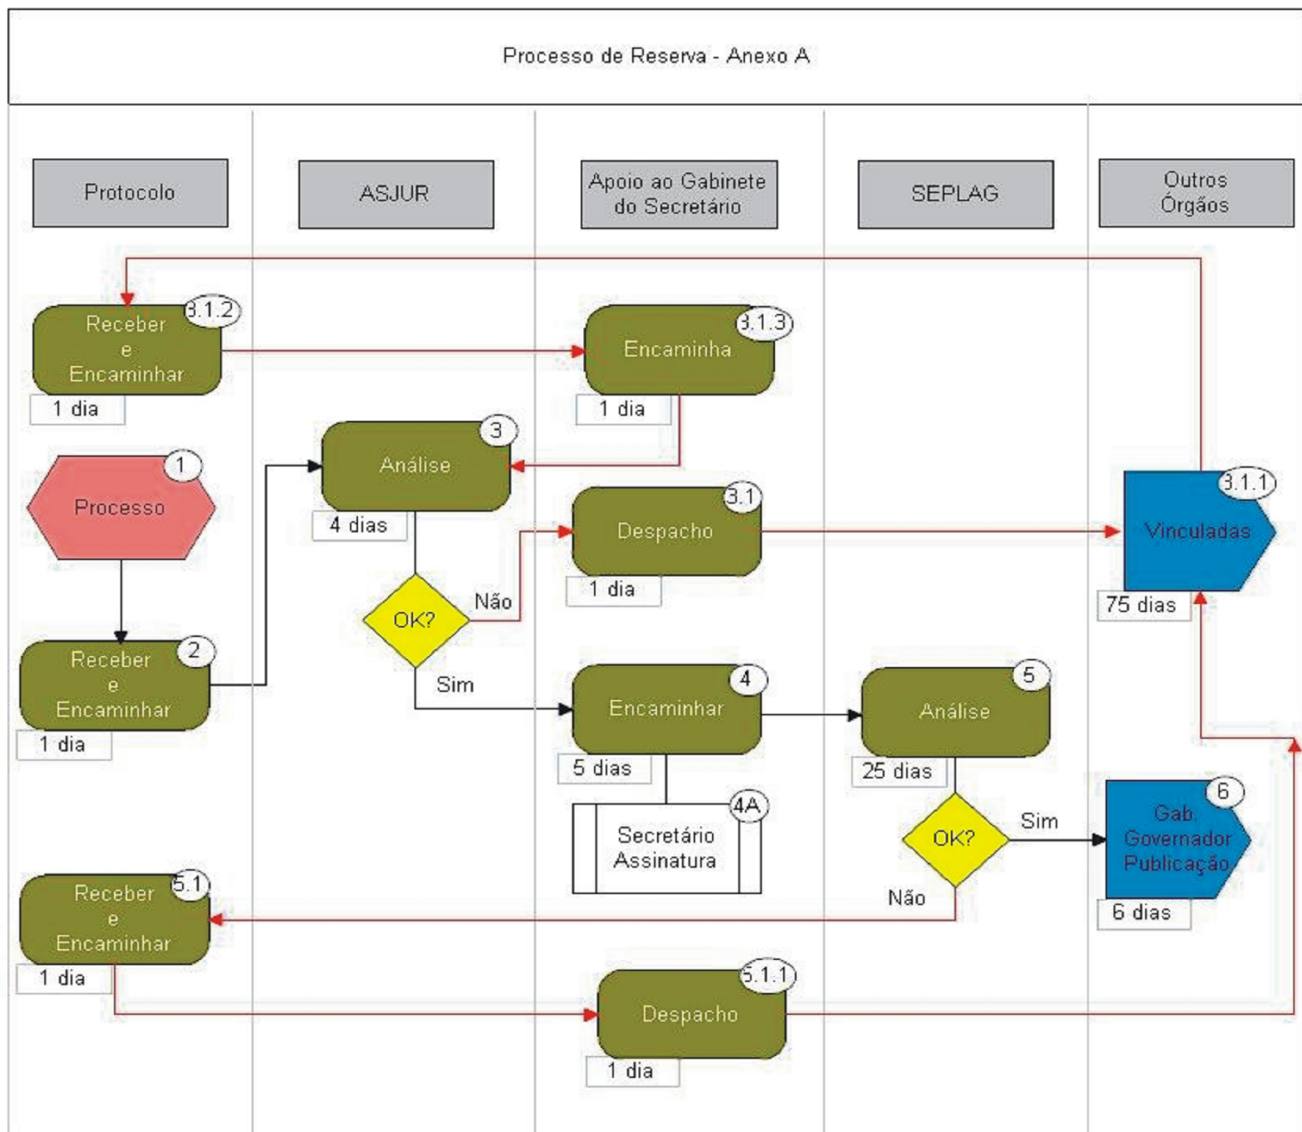 Processo de Reserva - Anexo A
Protocolo
ASJUR
Apoio ao Gabinete
do Secretário
SEPLAG
Outros
Órgãos
3.1.2
Receber
e
Encaminhar
1 dia
3.1.3
Encaminha
1 dia
3
Análise
4 dias
1
Processo
3.1
Despacho
1 dia
3.1.1
Vinculadas
75 dias
OK?
Não
Sim
2
Receber
e
Encaminhar
1 dia
4
Encaminhar
5 dias
5
Análise
25 dias
4A
Secretário
Assinatura
OK?
Sim
Não
6
Gab.
Governador
Publicação
6 dias
5.1
Receber
e
Encaminhar
1 dia
5.1.1
Despacho
1 dia